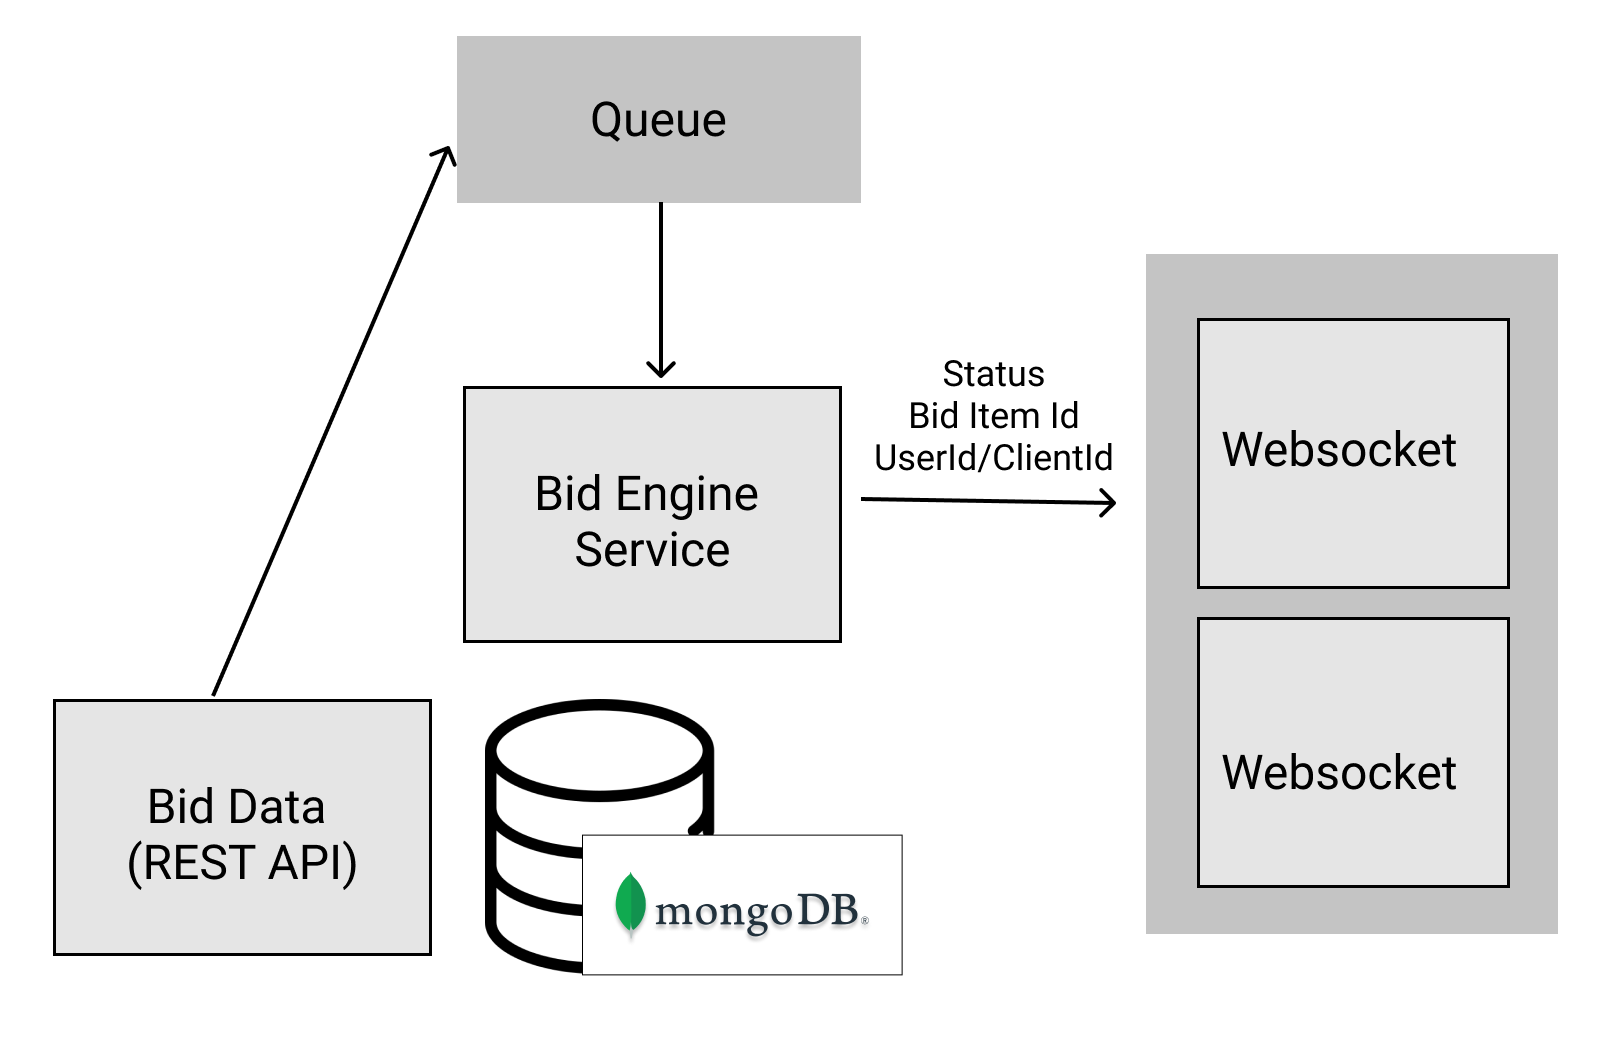 Queue
Status
Bid Item Id
UserId/ClientId
Websocket
Bid Engine
Service
Websocket
Bid Data
(REST API)
mongoDB®